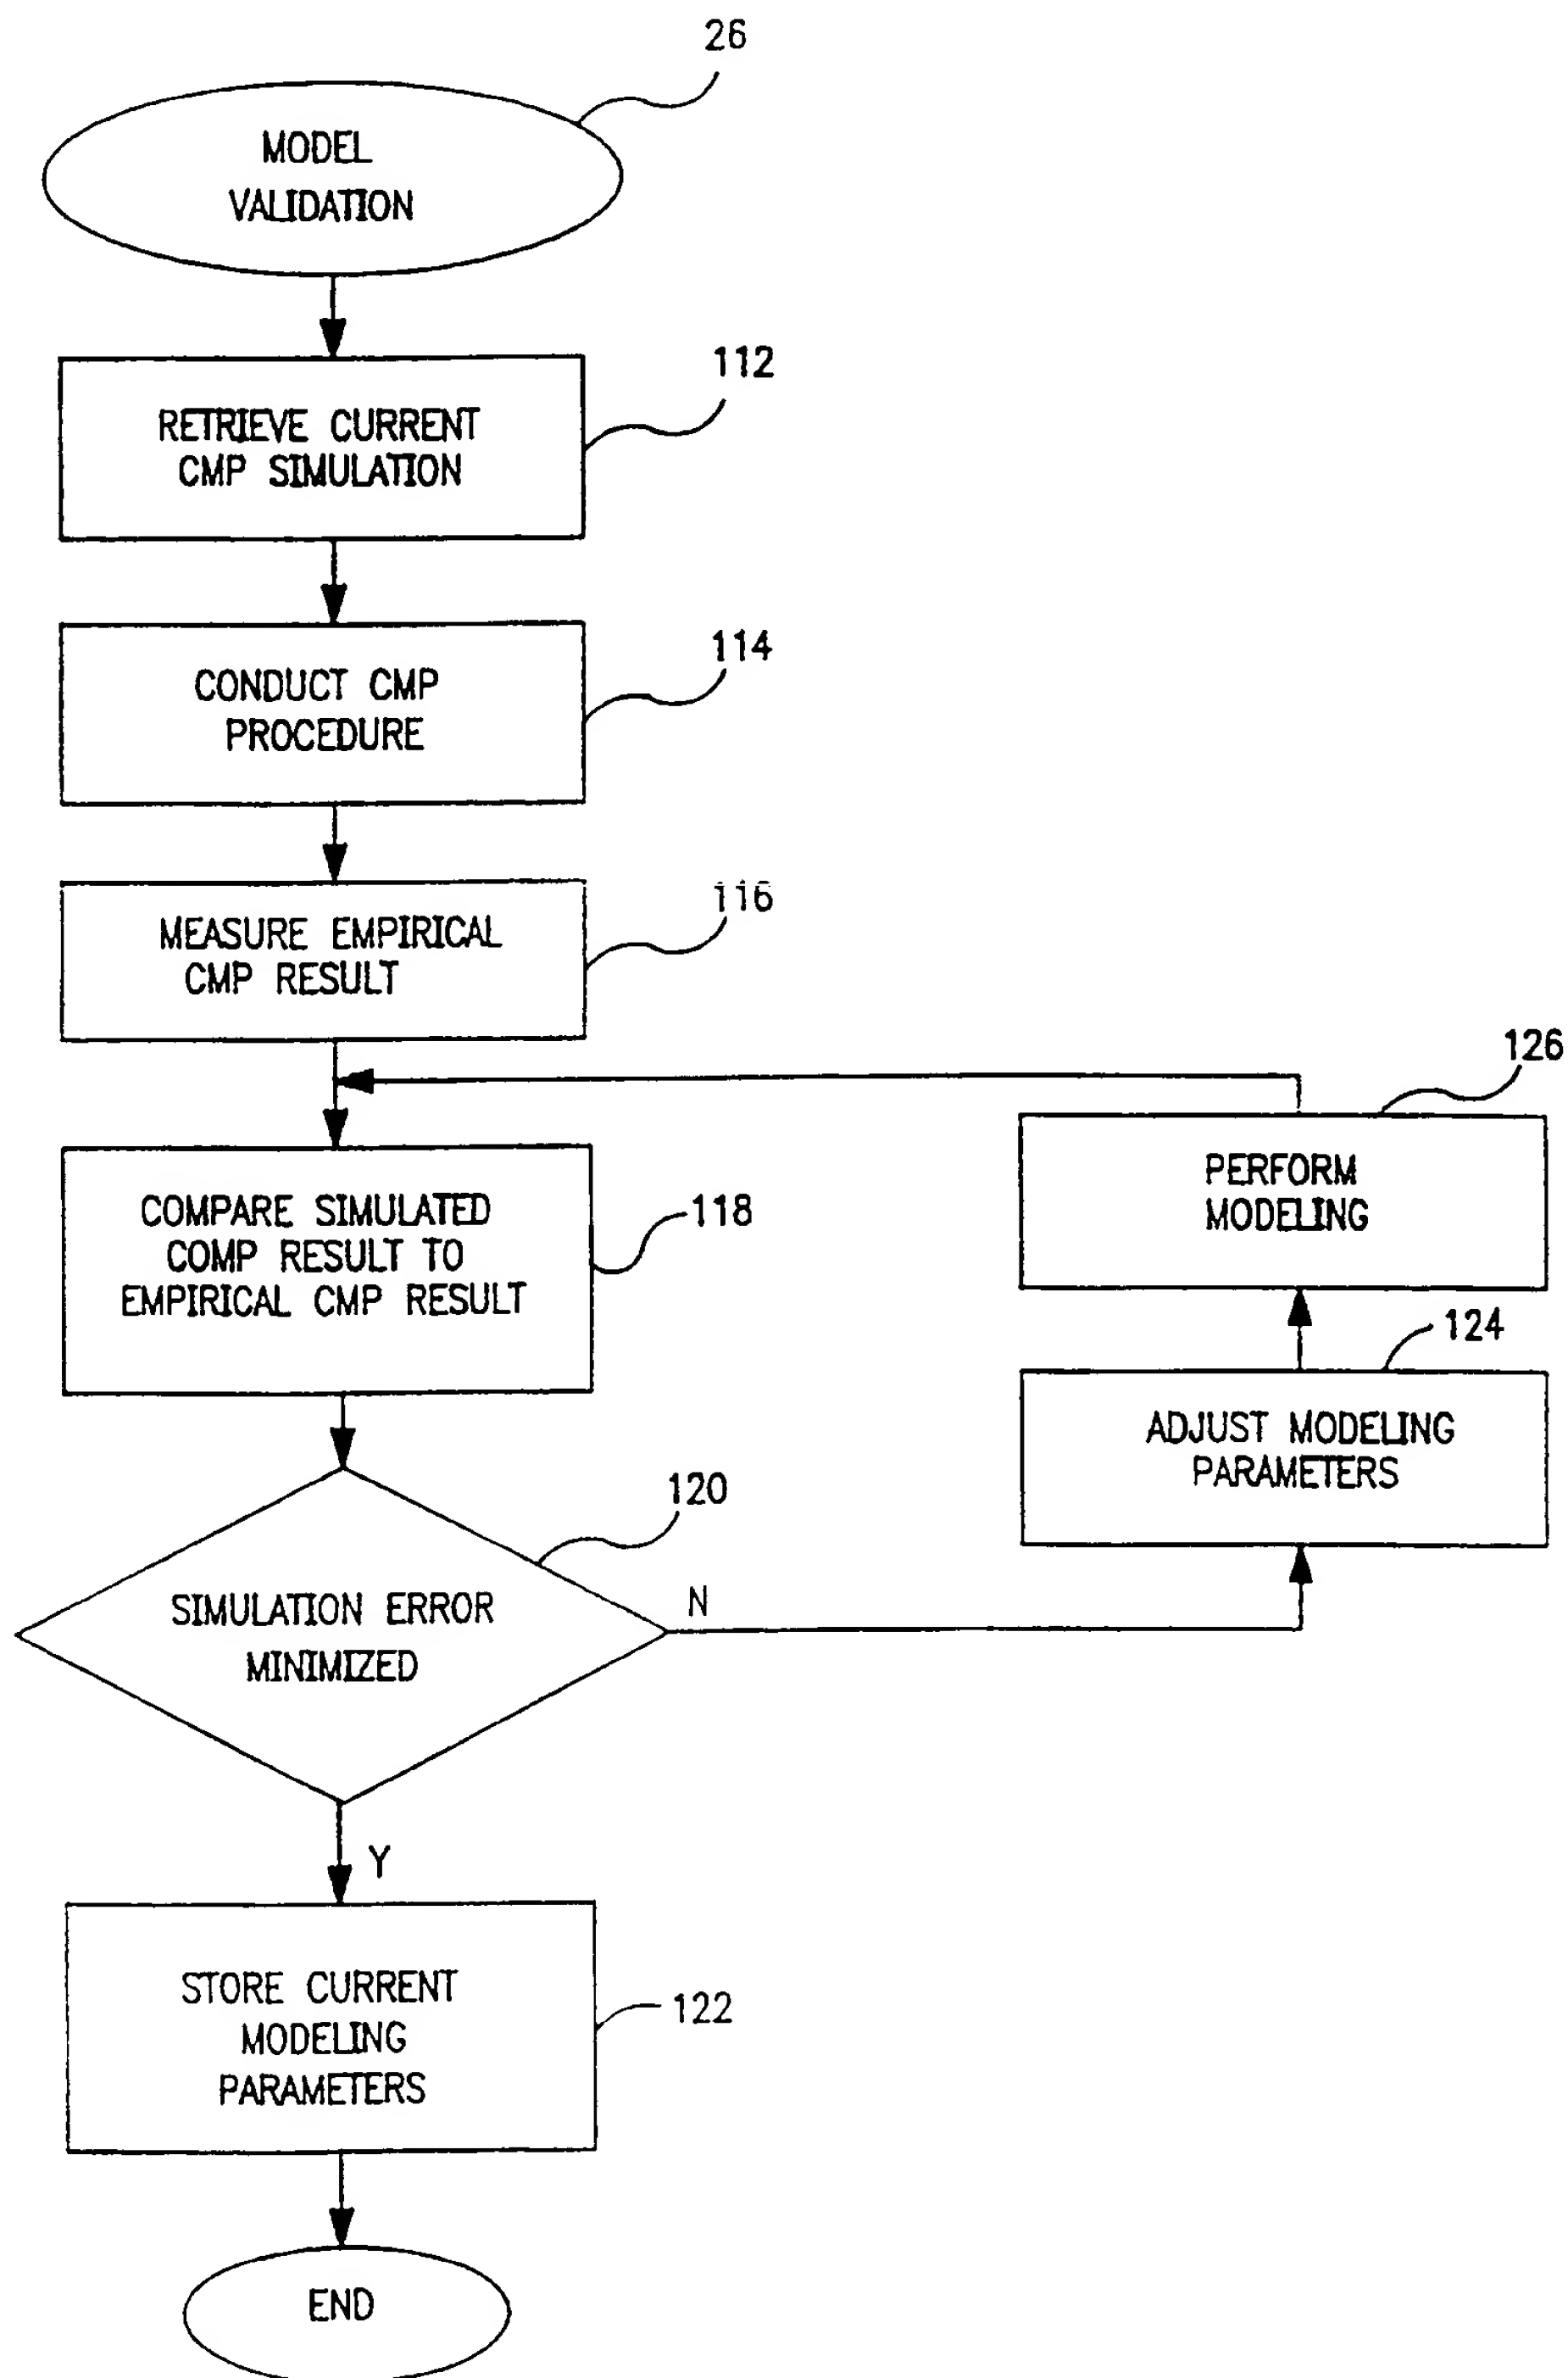 26
MODEL
VALIDATION
112
RETRIEVE CURRENT
CMP SIMULATION
114
CONDUCT CMP
PROCEDURE
116
MEASURE EMPIRICAL
CMP RESULT
126
PERFORM
MODELING
118
COMPARE SIMULATED
COMP RESULT TO
EMPIRICAL CMP RESULT
124
ADJUST MODELING
PARAMETERS
120
SIMULATION ERROR
MINIMIZED
N
Y
STORE CURRENT
MODELING
PARAMETERS
122
END